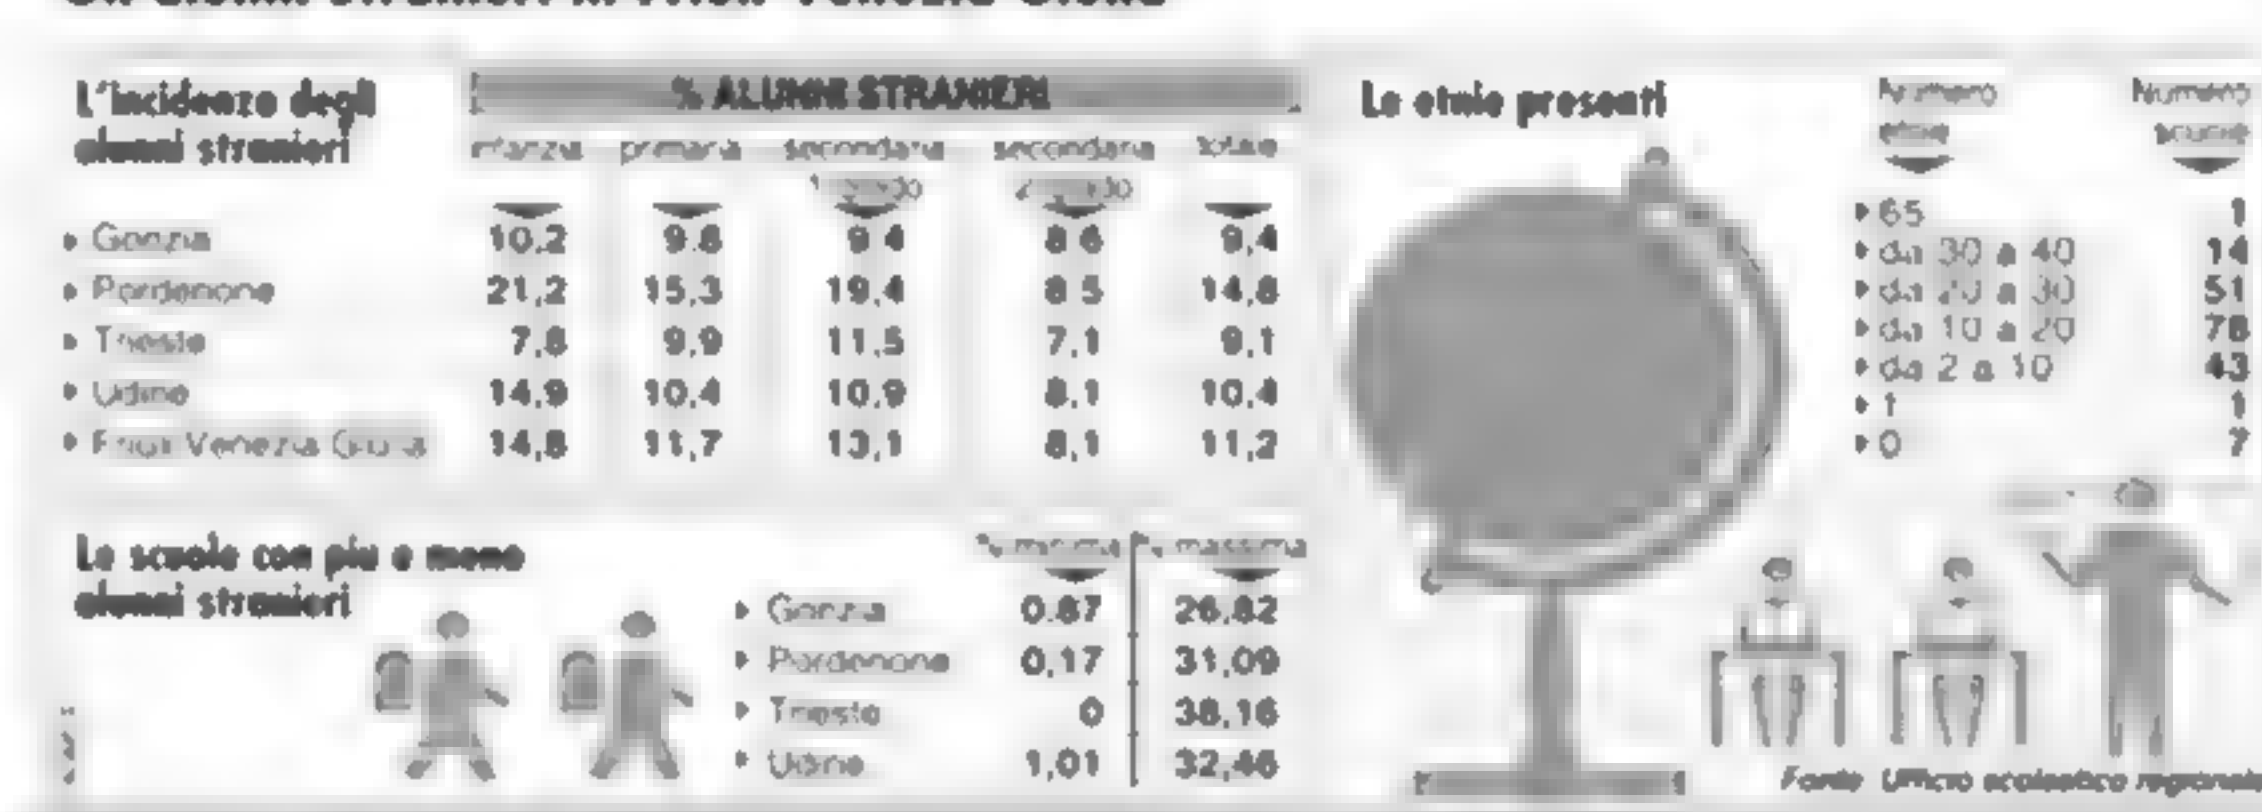 L'incidenza degli
alunni stranieri
% ALUNNI STRANIERI
infanzia primaria secondaria secondaria totale
1° grado 2° grado
Gorizia 10,2 9,8 9,4 8,6 9,4
Pordenone 21,2 15,3 19,4 8,5 14,8
Trieste 7,8 9,9 11,5 7,1 9,1
Udine 14,9 10,4 10,9 8,1 10,4
Friuli Venezia Giulia 14,8 11,7 13,1 8,1 11,2
Le scuole con più e meno
alunni stranieri
% minima % massima
Gorizia 0.87 26,82
Pordenone 0,17 31,09
Trieste 0 38,16
Udine 1,01 32,46
Le etnie presenti
Numero Numero
etnie scuole
65 1
da 30 a 40 14
da 20 a 30 51
da 10 a 20 78
da 2 a 10 43
1 1
0 7
Fonte Ufficio scolastico regionale